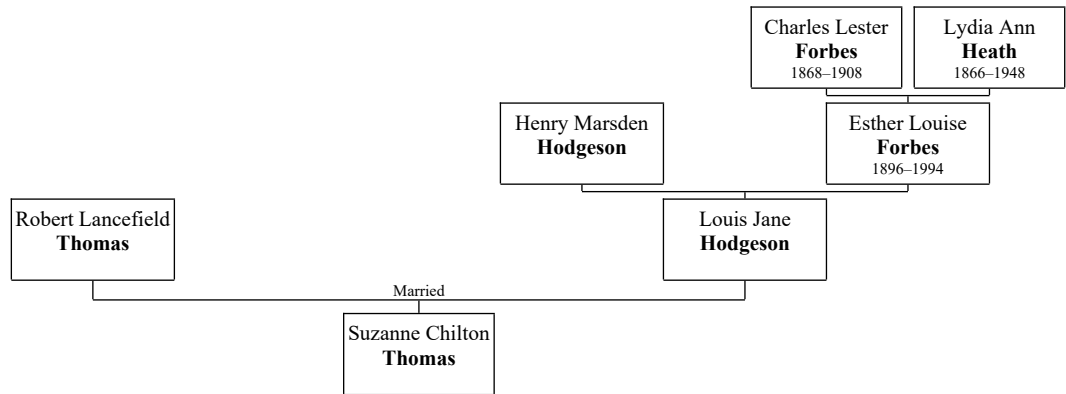 Charles Lester
Forbes
1868–1908
Lydia Ann
Heath
1866–1948
Henry Marsden
Hodgeson
Esther Louise
Forbes
1896–1994
Robert Lancefield
Thomas
Louis Jane
Hodgeson
Married
Suzanne Chilton
Thomas